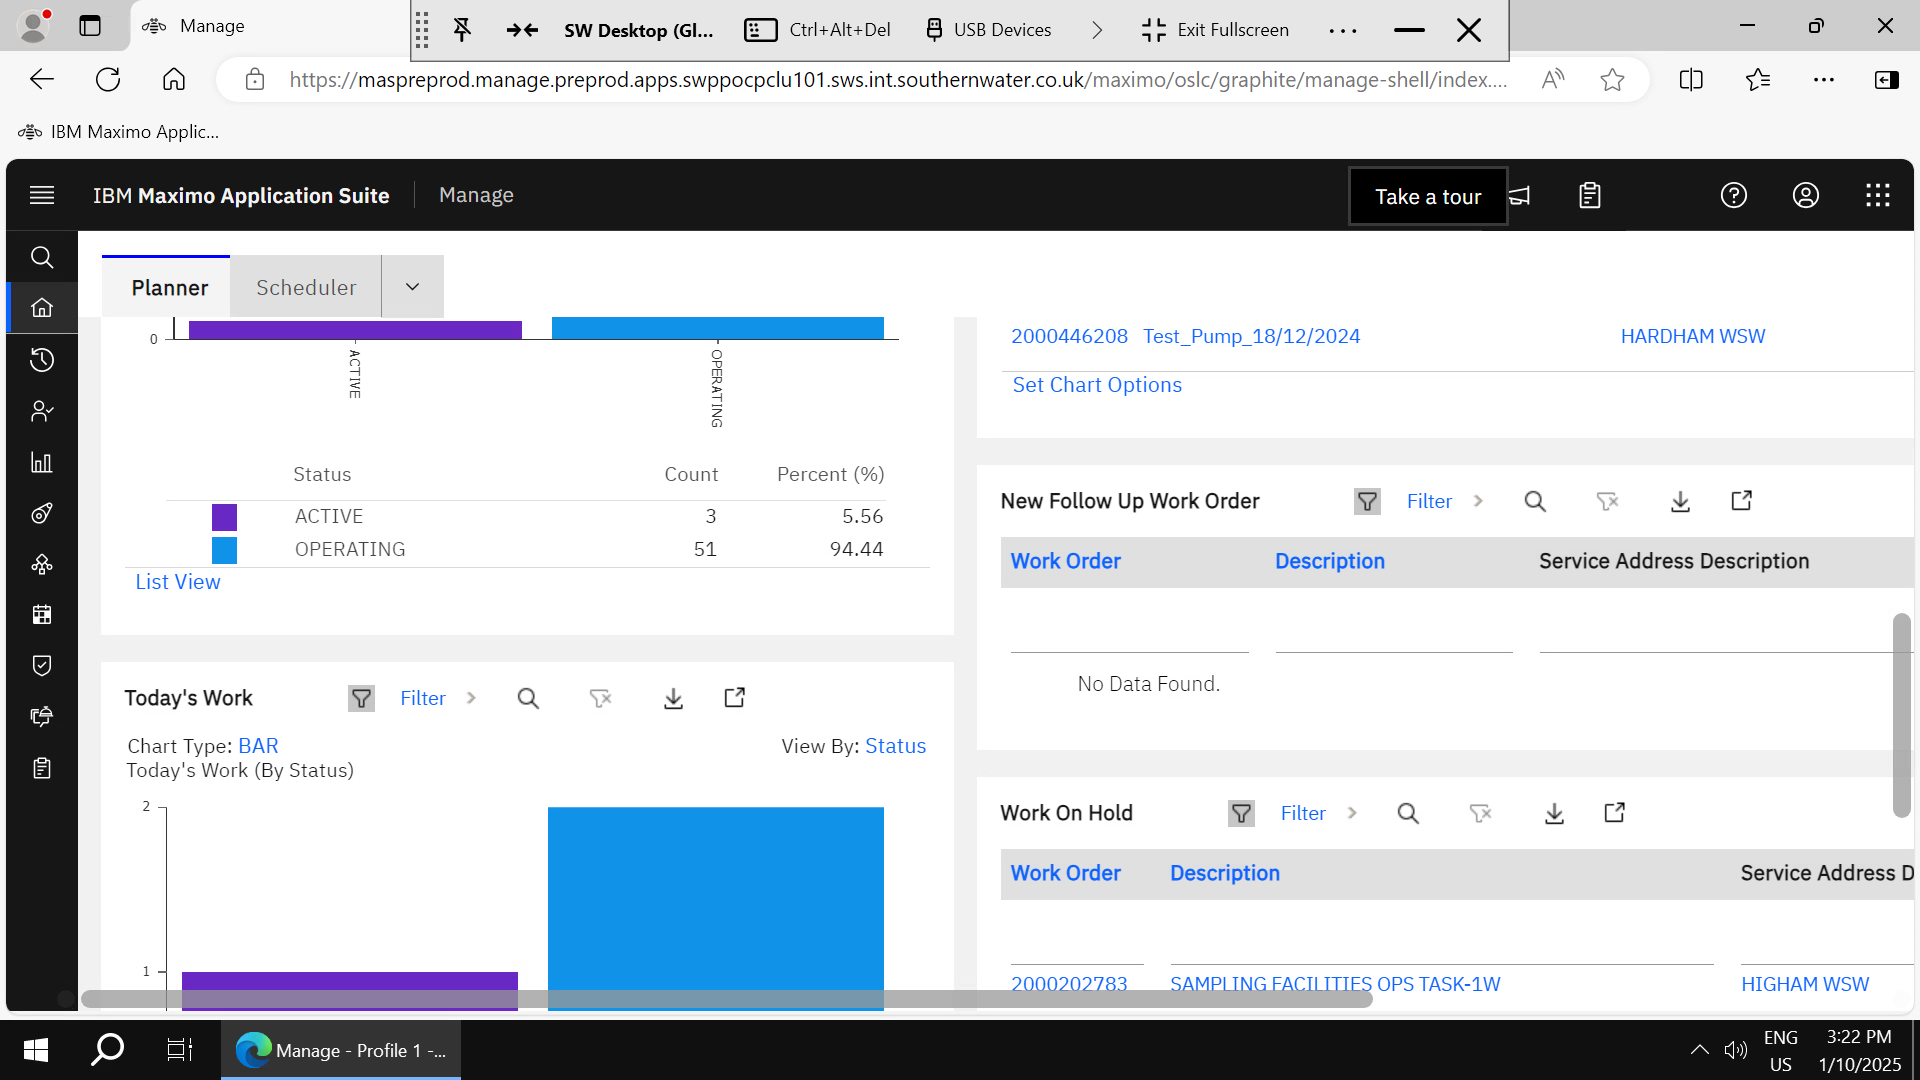 Manage
SW Desktop (Gl...
Ctrl+Alt+Del
USB Devices
Exit Fullscreen
https://maspreprod.manage.preprod.apps.swppocpclu101.sws.int.southernwater.co.uk/maximo/oslc/graphite/manage-shell/index....
IBM Maximo Applic...
IBM Maximo Application Suite
Manage
Take a tour
Planner
Scheduler
0
ACTIVE
OPERATING
Status Count Percent (%)
ACTIVE 3 5.56
OPERATING 51 94.44
List View
2000446208 Test_Pump_18/12/2024 HARDHAM WSW
Set Chart Options
New Follow Up Work Order
Filter
Work Order Description Service Address Description
No Data Found.
Today's Work
Filter
Chart Type: BAR
View By: Status
Today's Work (By Status)
2
1
Work On Hold
Filter
Work Order Description Service Address D
2000202783 SAMPLING FACILITIES OPS TASK-1W HIGHAM WSW
Manage - Profile 1 -...
ENG
US
3:22 PM
1/10/2025